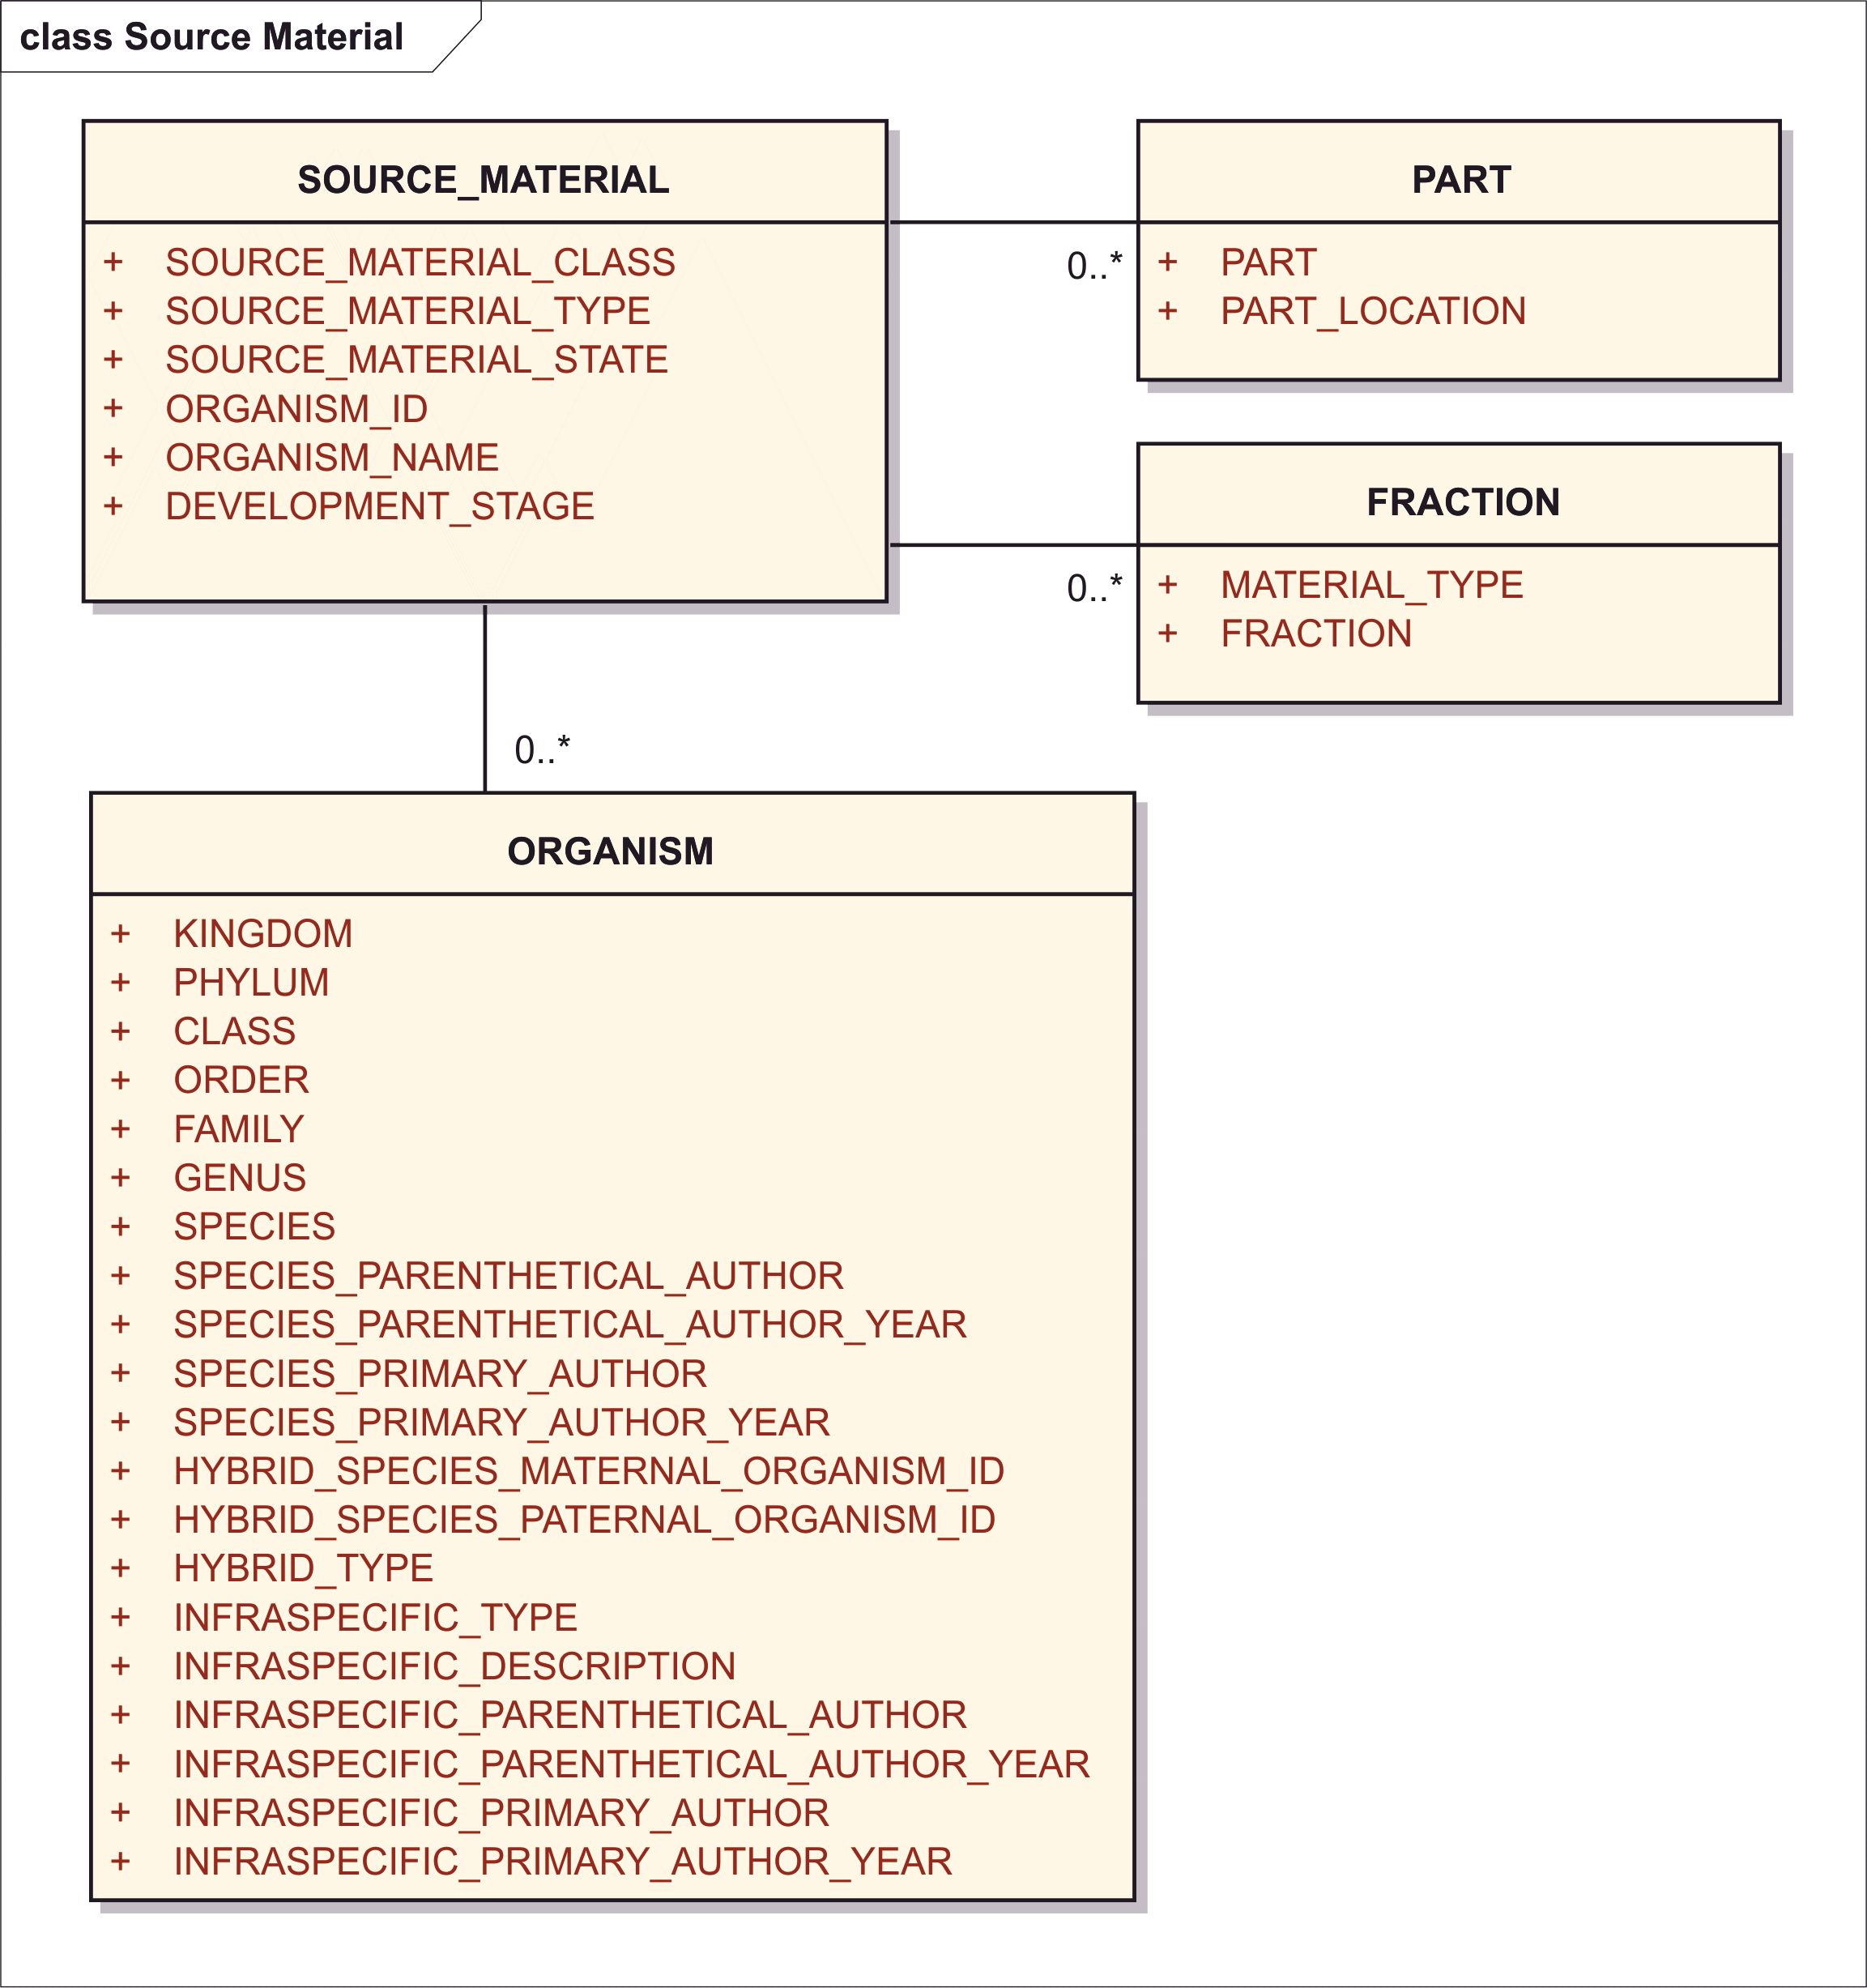 class Source Material
SOURCE_MATERIAL
+ SOURCE_MATERIAL_CLASS
+ SOURCE_MATERIAL_TYPE
+ SOURCE_MATERIAL_STATE
+ ORGANISM_ID
+ ORGANISM_NAME
+ DEVELOPMENT_STAGE
0..*
PART
+ PART
+ PART_LOCATION
0..*
FRACTION
+ MATERIAL_TYPE
+ FRACTION
0..*
ORGANISM
+ KINGDOM
+ PHYLUM
+ CLASS
+ ORDER
+ FAMILY
+ GENUS
+ SPECIES
+ SPECIES_PARENTHETICAL_AUTHOR
+ SPECIES_PARENTHETICAL_AUTHOR_YEAR
+ SPECIES_PRIMARY_AUTHOR
+ SPECIES_PRIMARY_AUTHOR_YEAR
+ HYBRID_SPECIES_MATERNAL_ORGANISM_ID
+ HYBRID_SPECIES_PATERNAL_ORGANISM_ID
+ HYBRID_TYPE
+ INFRASPECIFIC_TYPE
+ INFRASPECIFIC_DESCRIPTION
+ INFRASPECIFIC_PARENTHETICAL_AUTHOR
+ INFRASPECIFIC_PARENTHETICAL_AUTHOR_YEAR
+ INFRASPECIFIC_PRIMARY_AUTHOR
+ INFRASPECIFIC_PRIMARY_AUTHOR_YEAR